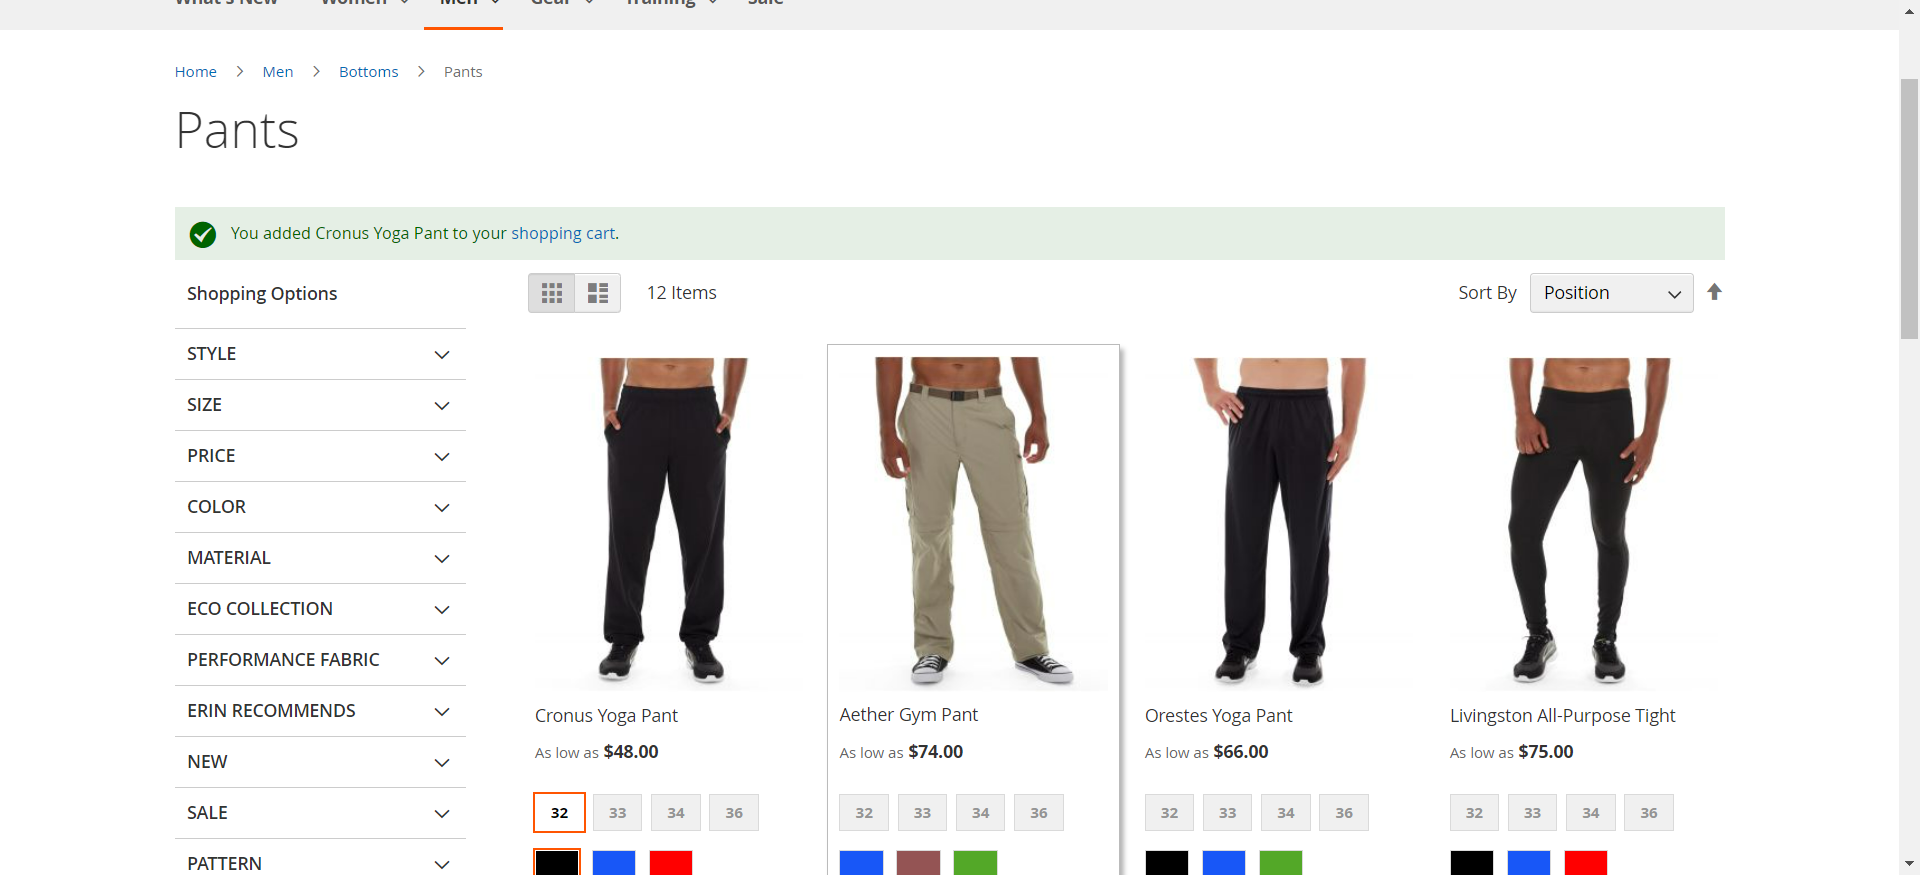 What's New Women Men Gear Training Sale
Home Men Bottoms Pants
Pants
You added Cronus Yoga Pant to your shopping cart.
Shopping Options
12 Items
Sort By Position
STYLE
SIZE
PRICE
COLOR
MATERIAL
ECO COLLECTION
PERFORMANCE FABRIC
ERIN RECOMMENDS
NEW
SALE
PATTERN
Cronus Yoga Pant
As low as $48.00
32 33 34 36
Aether Gym Pant
As low as $74.00
32 33 34 36
Orestes Yoga Pant
As low as $66.00
32 33 34 36
Livingston All-Purpose Tight
As low as $75.00
32 33 34 36